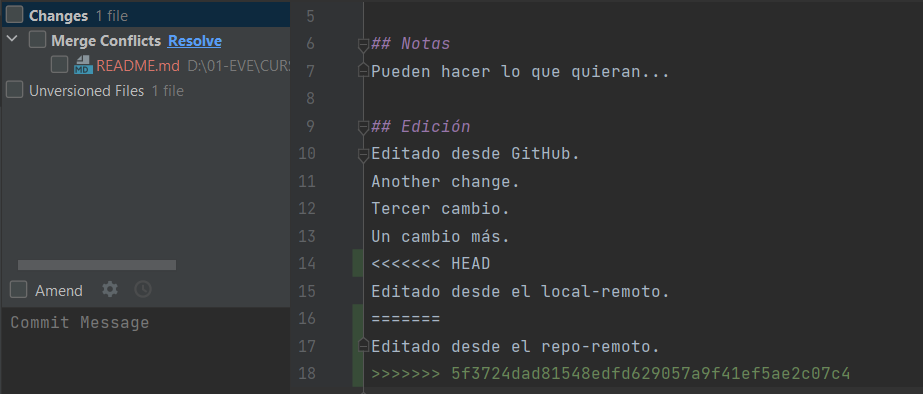 Changes 1 file
Merge Conflicts Resolve
MD README.md D:\01-EVE\CURS
Unversioned Files 1 file
Amend
Commit Message
5
6 ## Notas
7 Pueden hacer lo que quieran...
8
9 ## Edición
10 Editado desde GitHub.
11 Another change.
12 Tercer cambio.
13 Un cambio más.
14 <<<<<<< HEAD
15 Editado desde el local-remoto.
16 =======
17 Editado desde el repo-remoto.
18 >>>>>>> 5f3724dad81548edfd629057a9f41ef5ae2c07c4